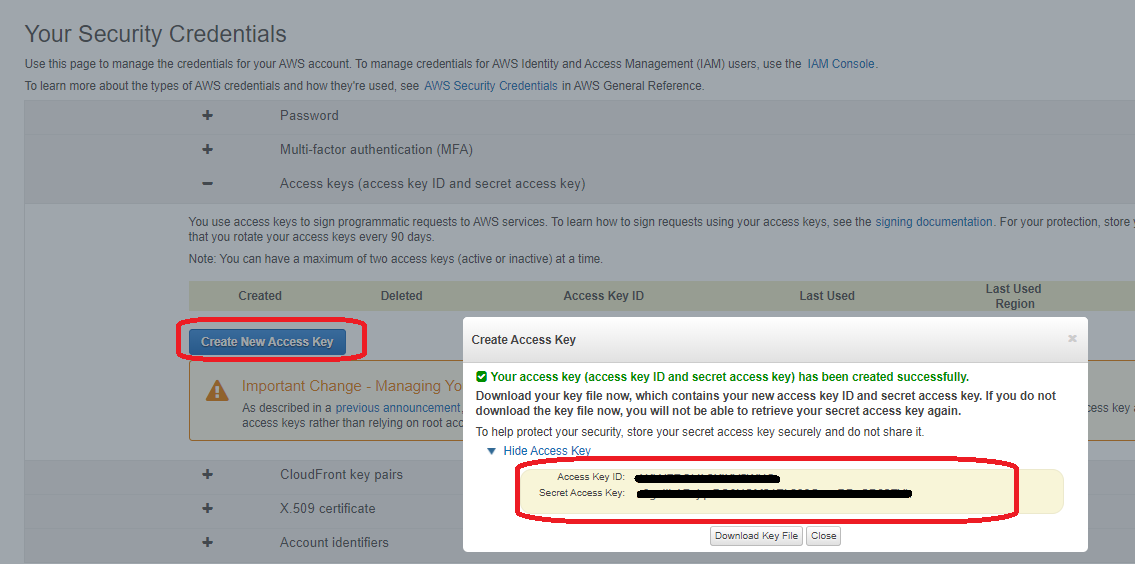 Your Security Credentials
Use this page to manage the credentials for your AWS account. To manage credentials for AWS Identity and Access Management (IAM) users, use the IAM Console.
To learn more about the types of AWS credentials and how they're used, see AWS Security Credentials in AWS General Reference.
+ Password
+ Multi-factor authentication (MFA)
− Access keys (access key ID and secret access key)
You use access keys to sign programmatic requests to AWS services. To learn how to sign requests using your access keys, see the signing documentation. For your protection, store
that you rotate your access keys every 90 days.
Note: You can have a maximum of two access keys (active or inactive) at a time.
Created Deleted Access Key ID Last Used Last Used
Region
Create New Access Key
Important Change - Managing Yo
As described in a previous announcement,
access keys rather than relying on root acc
Create Access Key
Your access key (access key ID and secret access key) has been created successfully.
Download your key file now, which contains your new access key ID and secret access key. If you do not
download the key file now, you will not be able to retrieve your secret access key again.
To help protect your security, store your secret access key securely and do not share it.
Hide Access Key
Access Key ID:
Secret Access Key:
Download Key File Close
+ CloudFront key pairs
+ X.509 certificate
+ Account identifiers